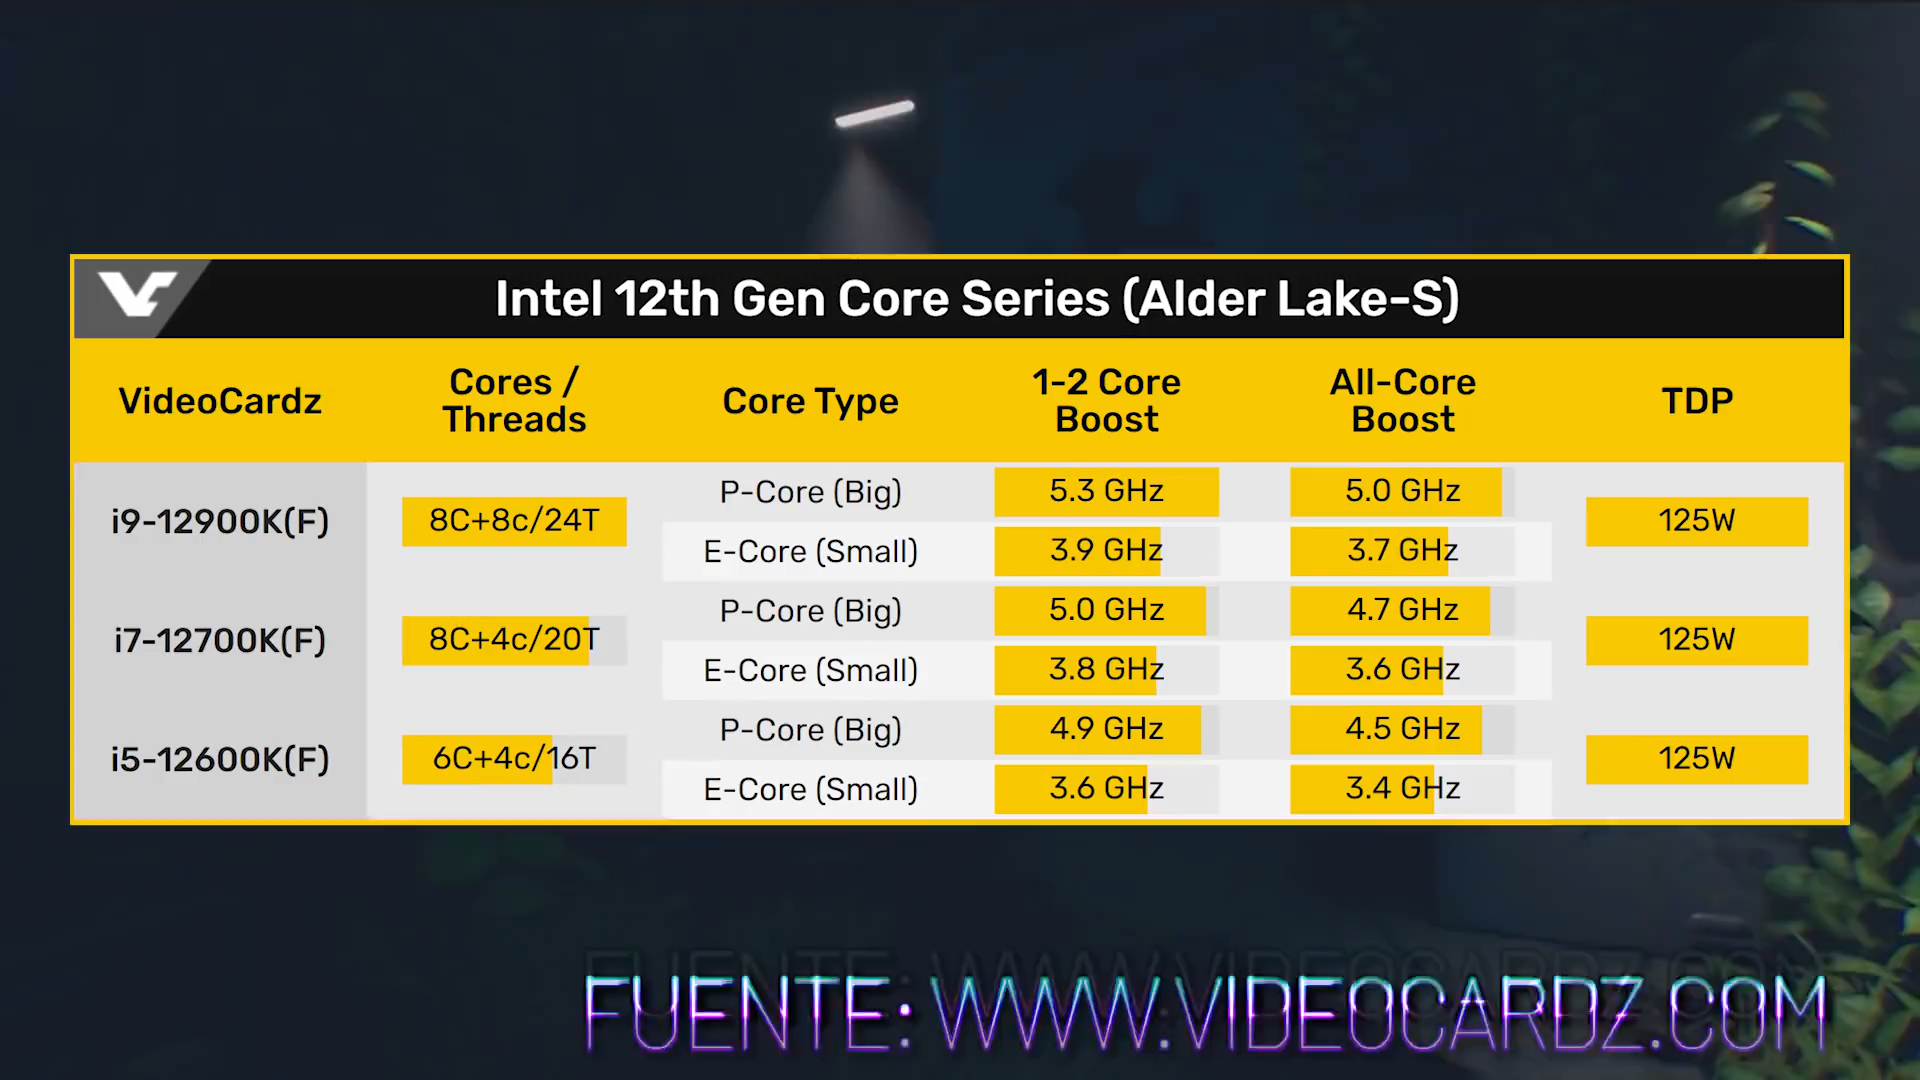 Intel 12th Gen Core Series (Alder Lake-S)
VideoCardz
Cores / Threads
Core Type
1-2 Core Boost
All-Core Boost
TDP
i9-12900K(F)
8C+8c/24T
P-Core (Big) 5.3 GHz 5.0 GHz
E-Core (Small) 3.9 GHz 3.7 GHz
125W
i7-12700K(F)
8C+4c/20T
P-Core (Big) 5.0 GHz 4.7 GHz
E-Core (Small) 3.8 GHz 3.6 GHz
125W
i5-12600K(F)
6C+4c/16T
P-Core (Big) 4.9 GHz 4.5 GHz
E-Core (Small) 3.6 GHz 3.4 GHz
125W
FUENTE: WWW.VIDEOCARDZ.COM